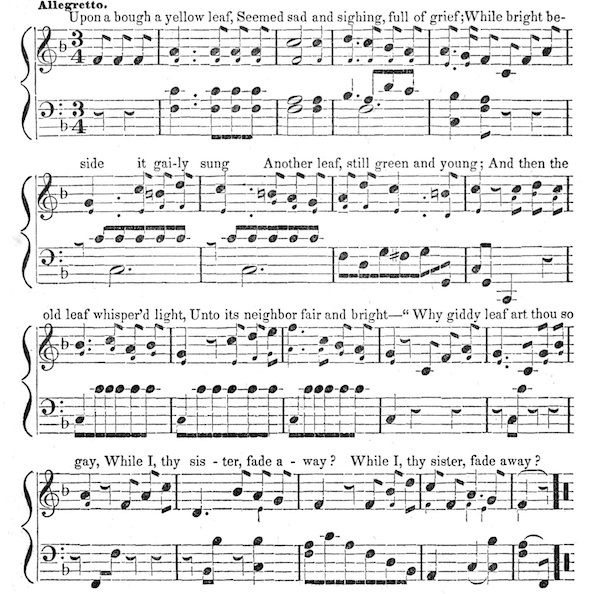 Allegretto.
Upon a bough a yellow leaf, Seemed sad and sighing, full of grief; While bright be-
3
4
3
4
side it gai-ly sung Another leaf, still green and young; And then the
old leaf whisper'd light, Unto its neighbor fair and bright—“ Why giddy leaf art thou so
gay, While I, thy sis - ter, fade a - way? While I, thy sister, fade away?